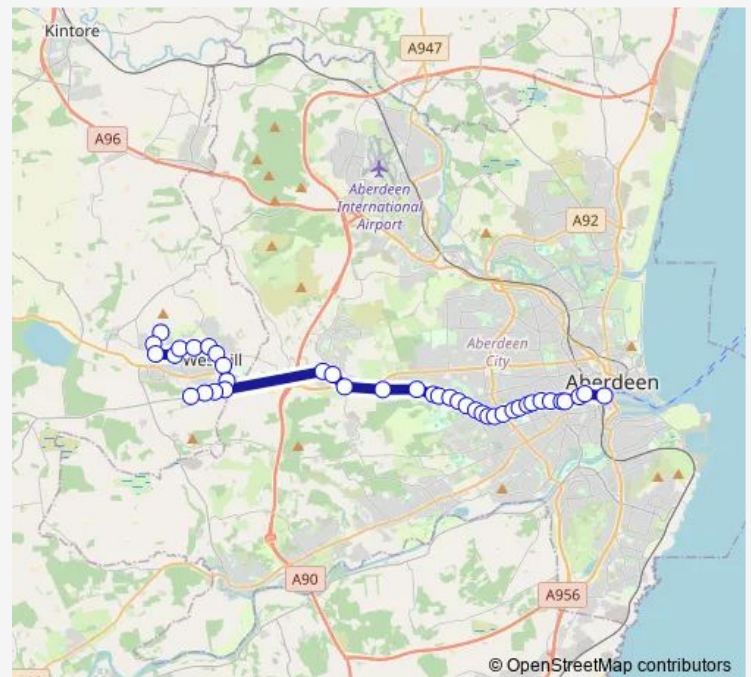 Kintore
A947
A96
Aberdeen
International
Airport
A92
Aberdeen
City
Aberdeen
A90
A956
© OpenStreetMap contributors